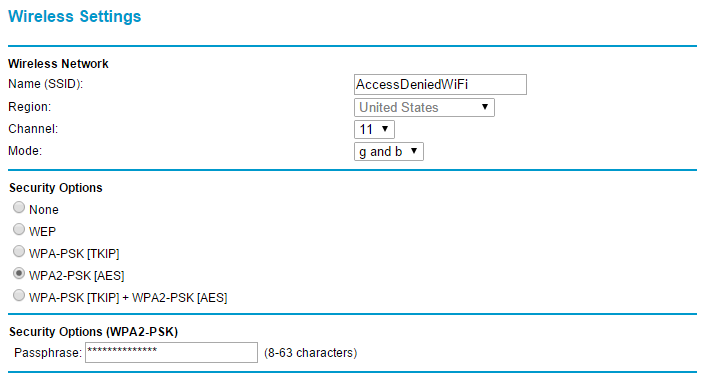 Wireless Settings
Wireless Network
Name (SSID): AccessDeniedWiFi
Region: United States
Channel: 11
Mode: g and b
Security Options
None
WEP
WPA-PSK [TKIP]
WPA2-PSK [AES]
WPA-PSK [TKIP] + WPA2-PSK [AES]
Security Options (WPA2-PSK)
Passphrase: ************** (8-63 characters)